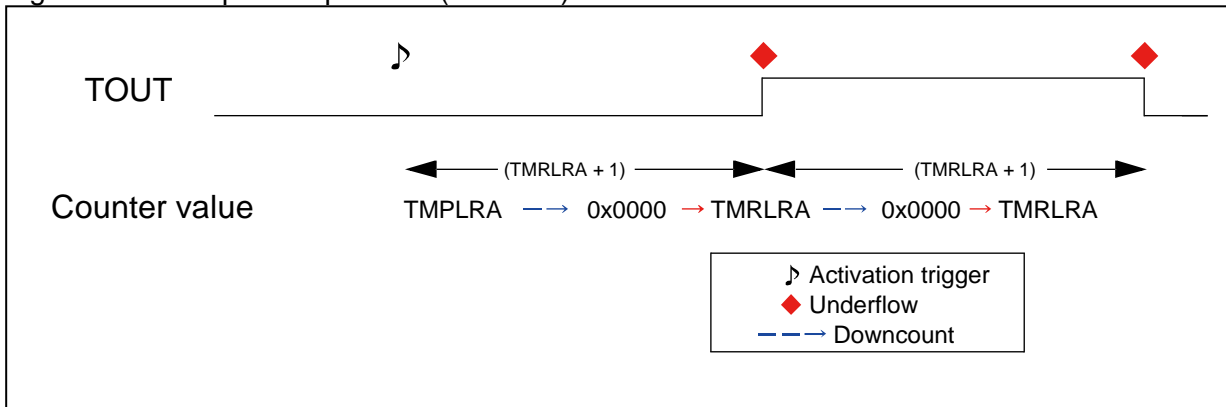 TOUT
(TMRLRA + 1) (TMRLRA + 1)
Counter value TMPLRA 0x0000 → TMRLRA 0x0000 → TMRLRA
Activation trigger
Underflow
Downcount